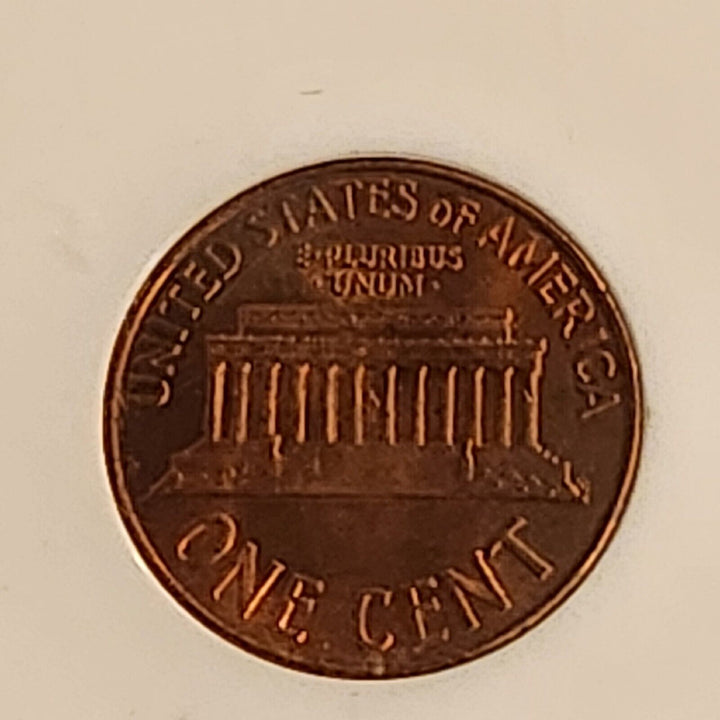 UNITED STATES OF AMERICA
E·PLURIBUS
·UNUM·
ONE CENT